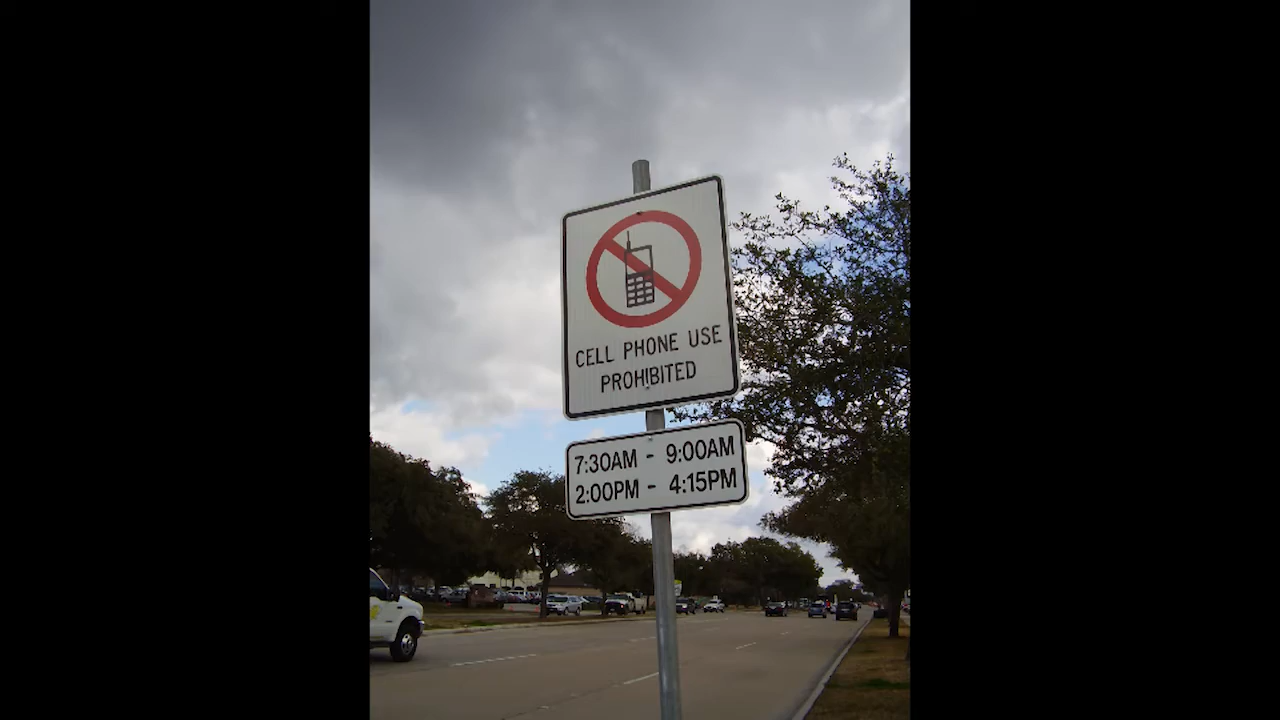 CELL PHONE USE
PROHIBITED
7:30AM - 9:00AM
2:00PM - 4:15PM